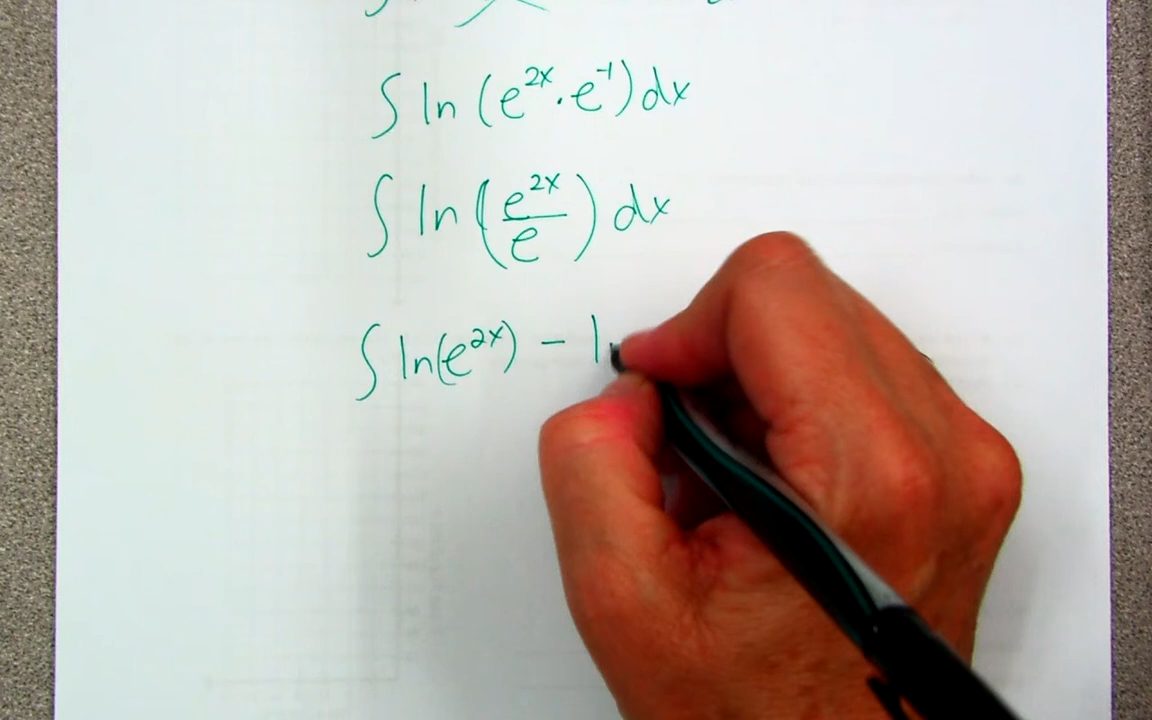 ∫ ln (e^{2x} · e^{-1}) dx
∫ ln (e^{2x}/e) dx
∫ ln(e^{2x}) - l